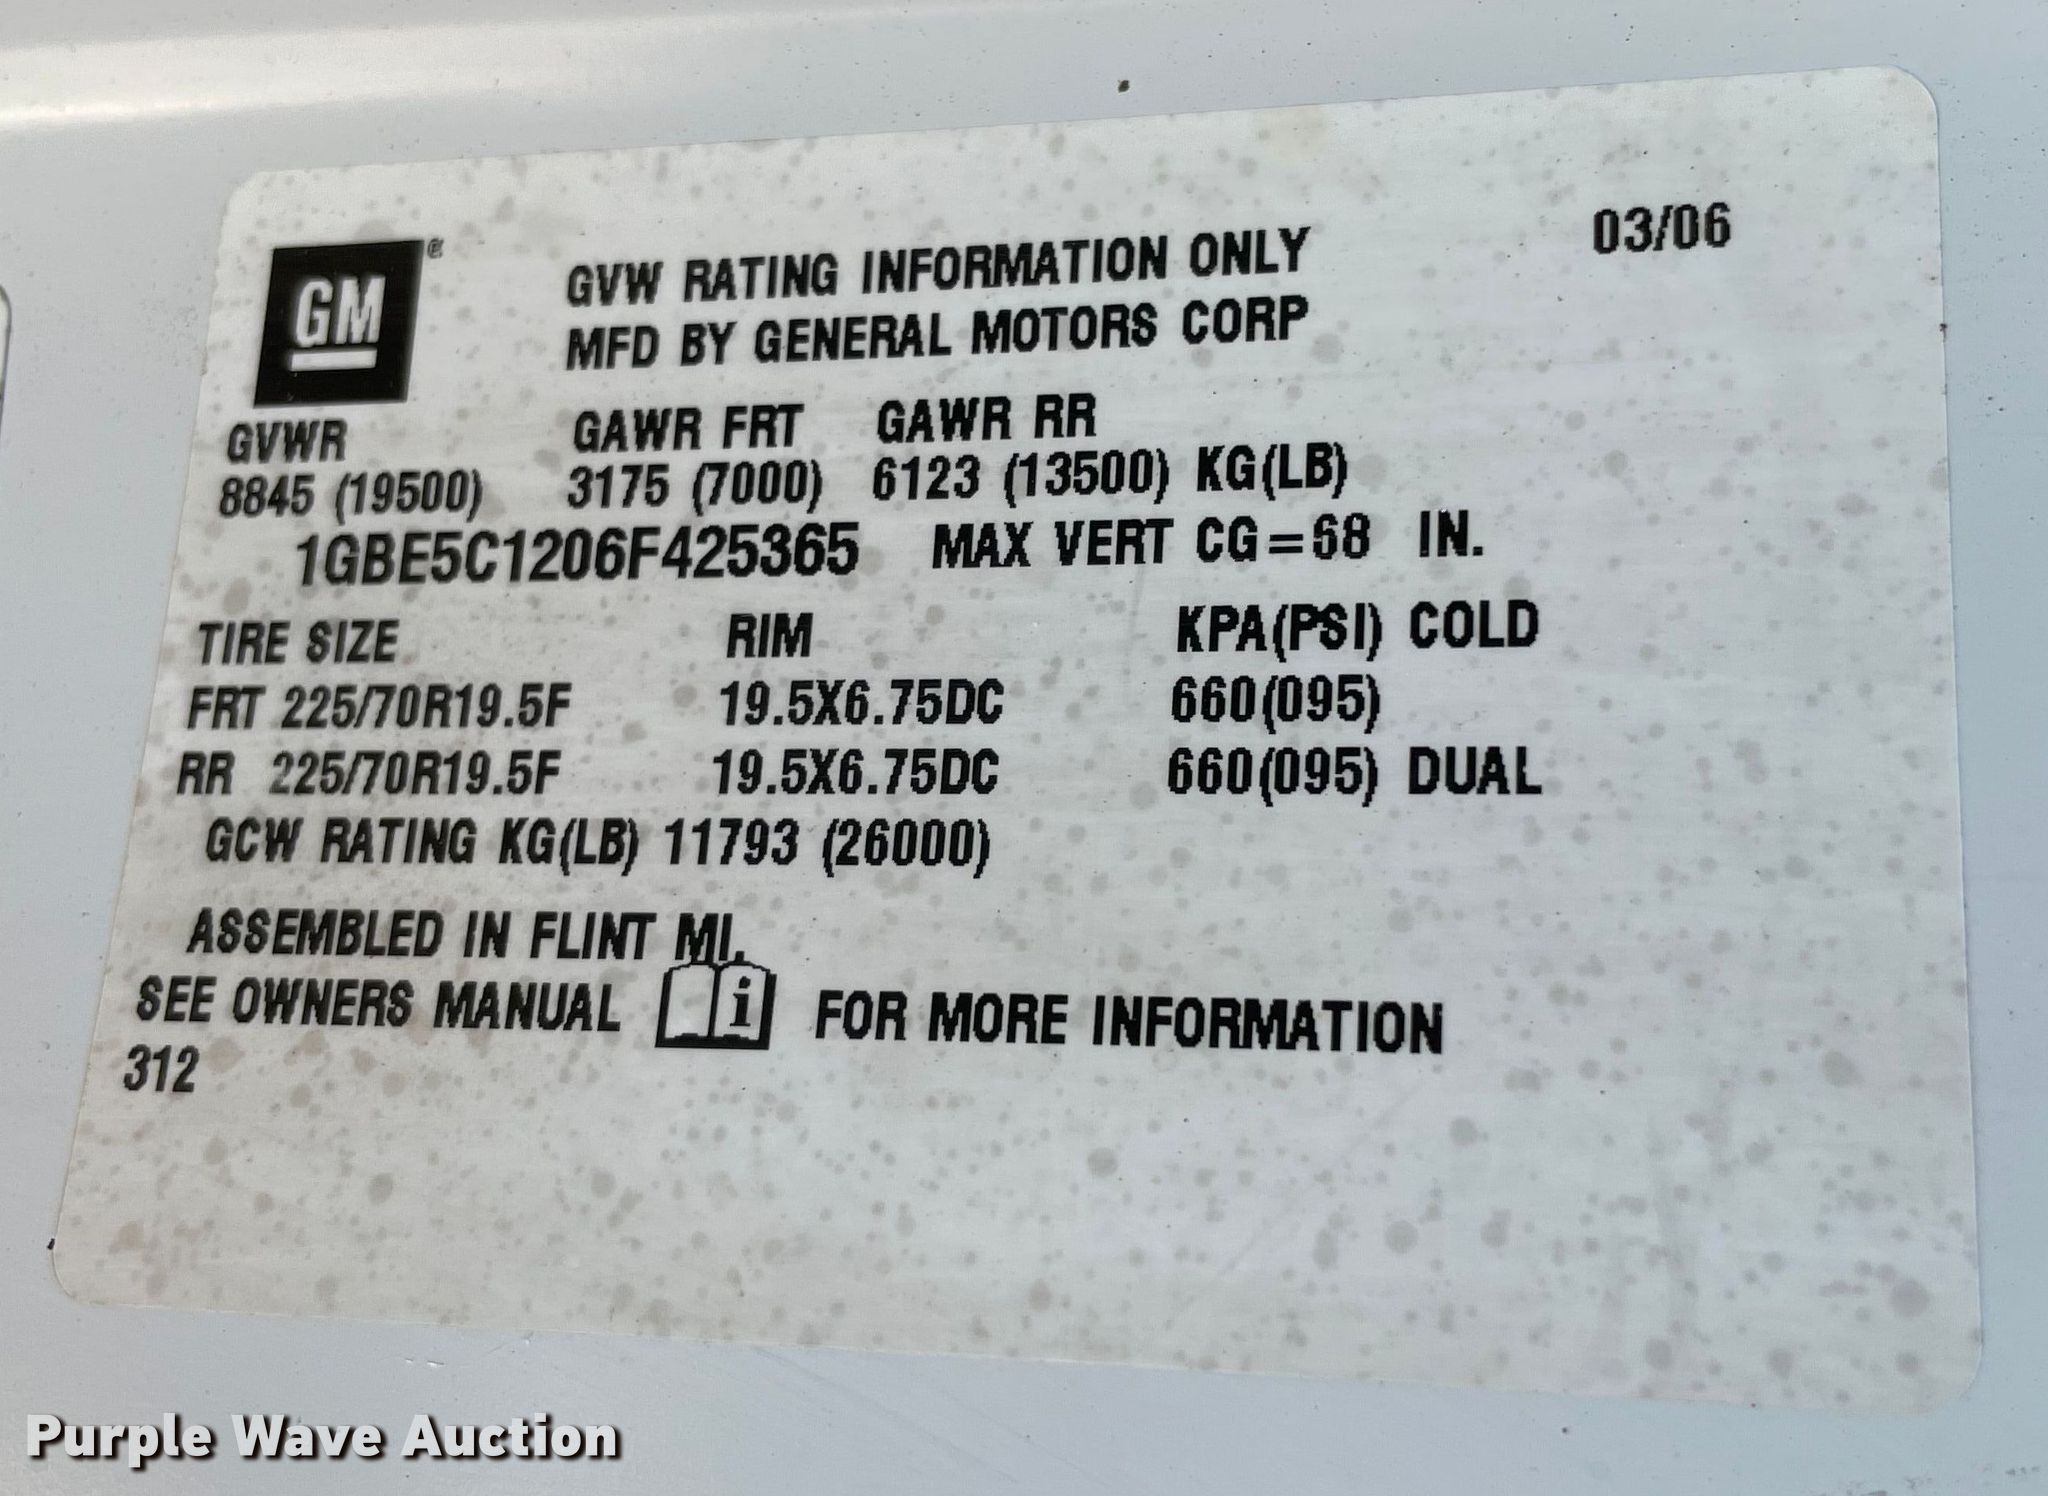 GM®
GVW RATING INFORMATION ONLY 03/06
MFD BY GENERAL MOTORS CORP
GVWR GAWR FRT GAWR RR
8845 (19500) 3175 (7000) 6123 (13500) KG(LB)
1GBE5C1206F425365 MAX VERT CG=68 IN.
TIRE SIZE RIM KPA(PSI) COLD
FRT 225/70R19.5F 19.5X6.75DC 660(095)
RR 225/70R19.5F 19.5X6.75DC 660(095) DUAL
GCW RATING KG(LB) 11793 (26000)
ASSEMBLED IN FLINT MI.
SEE OWNERS MANUAL i FOR MORE INFORMATION
312
Purple Wave Auction